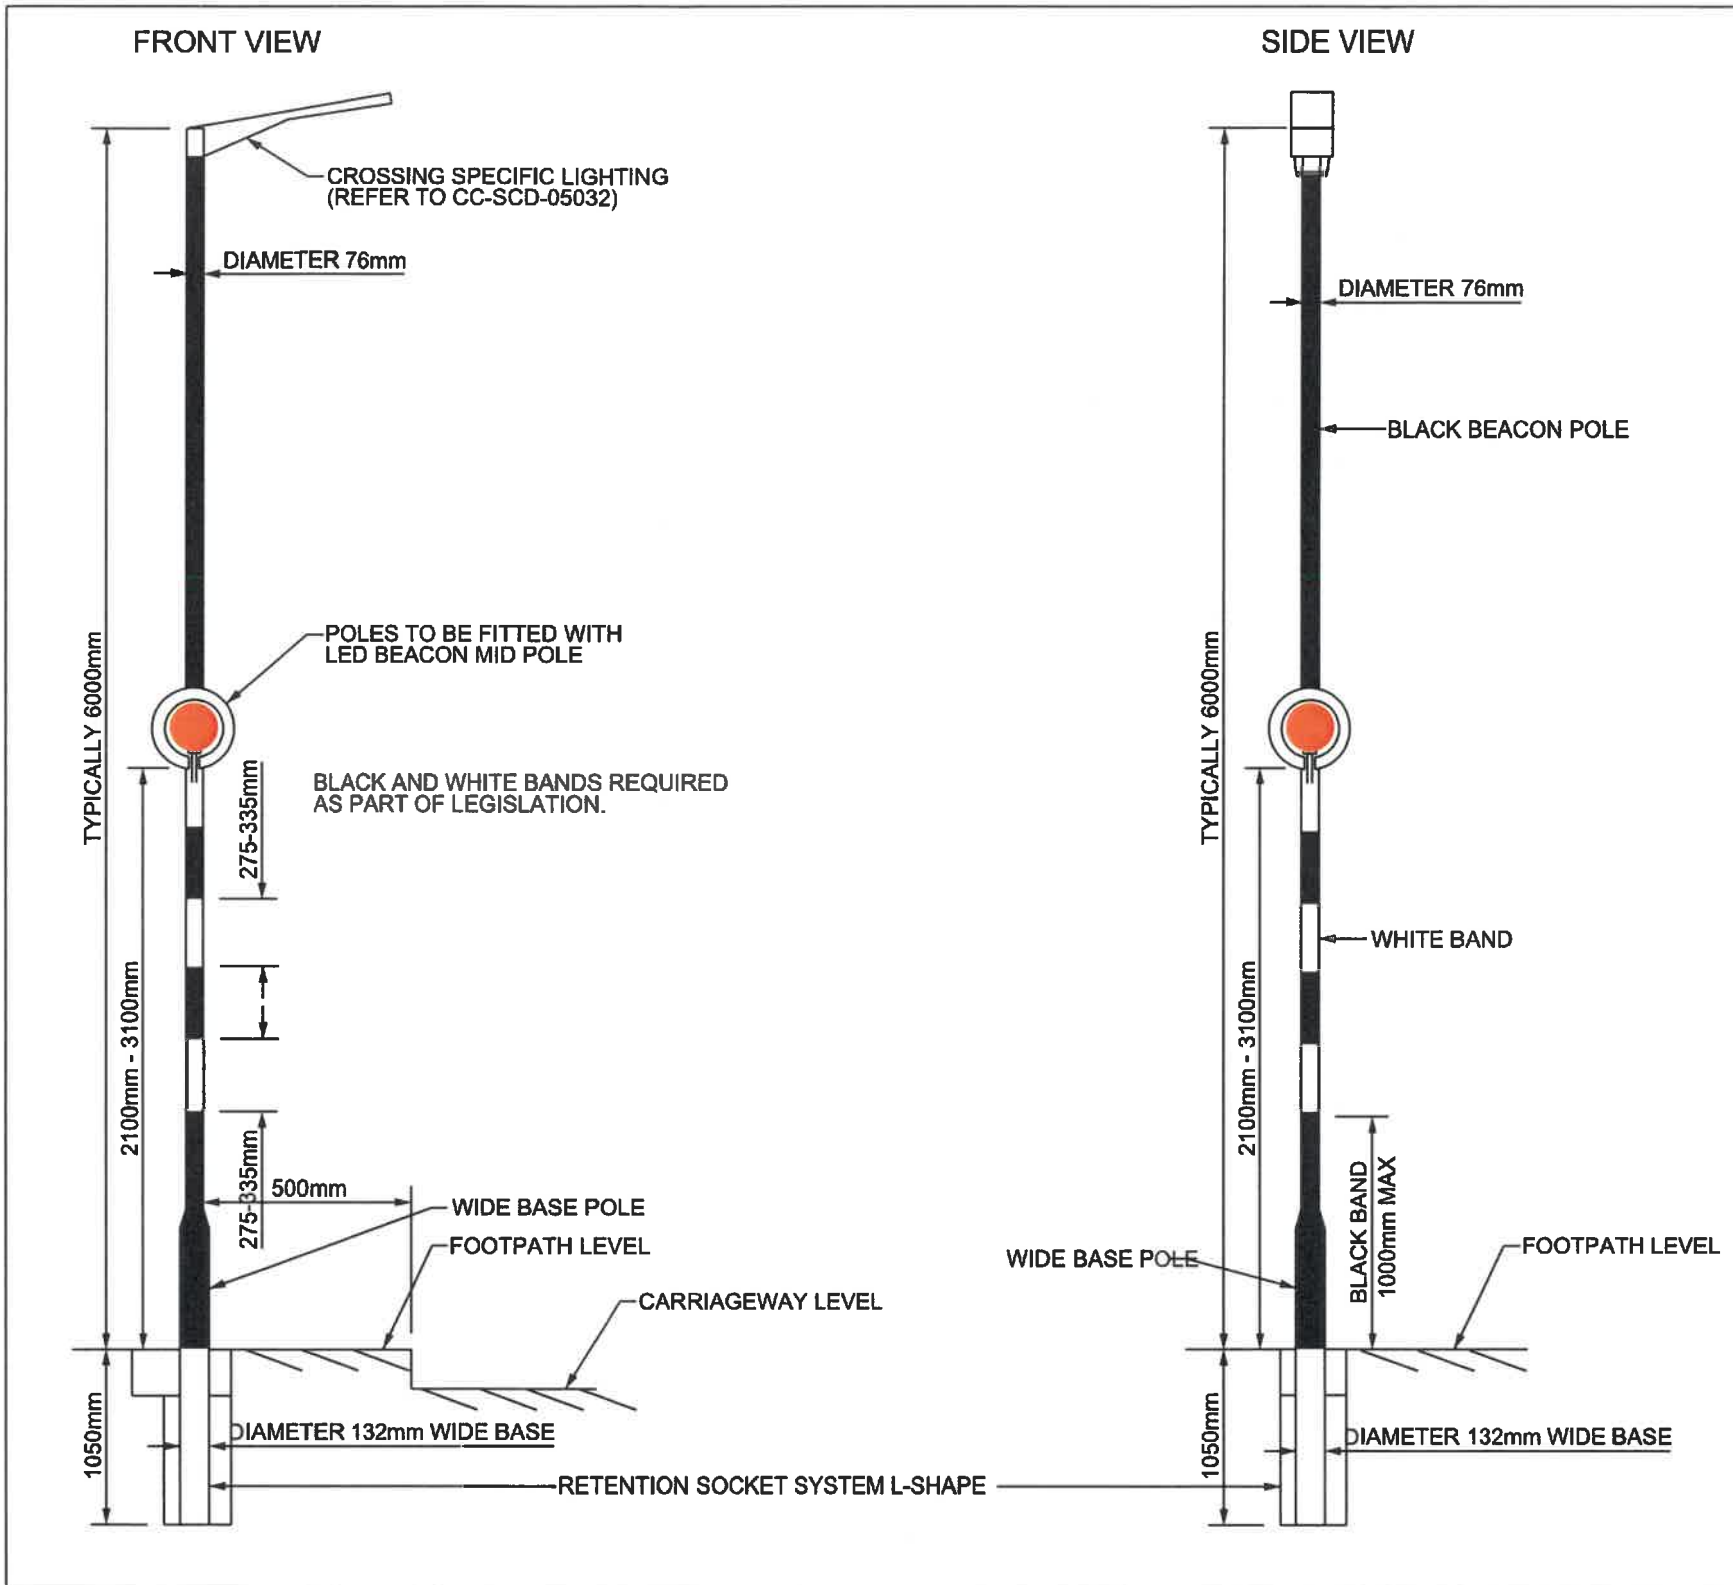 FRONT VIEW
SIDE VIEW
CROSSING SPECIFIC LIGHTING
(REFER TO CC-SCD-05032)
DIAMETER 76mm
DIAMETER 76mm
BLACK BEACON POLE
POLES TO BE FITTED WITH
LED BEACON MID POLE
TYPICALLY 6000mm
TYPICALLY 6000mm
BLACK AND WHITE BANDS REQUIRED
AS PART OF LEGISLATION.
275-335mm
WHITE BAND
2100mm - 3100mm
2100mm - 3100mm
275-335mm
500mm
BLACK BAND
1000mm MAX
WIDE BASE POLE
FOOTPATH LEVEL
WIDE BASE POLE
FOOTPATH LEVEL
CARRIAGEWAY LEVEL
1050mm
DIAMETER 132mm WIDE BASE
1050mm
DIAMETER 132mm WIDE BASE
RETENTION SOCKET SYSTEM L-SHAPE